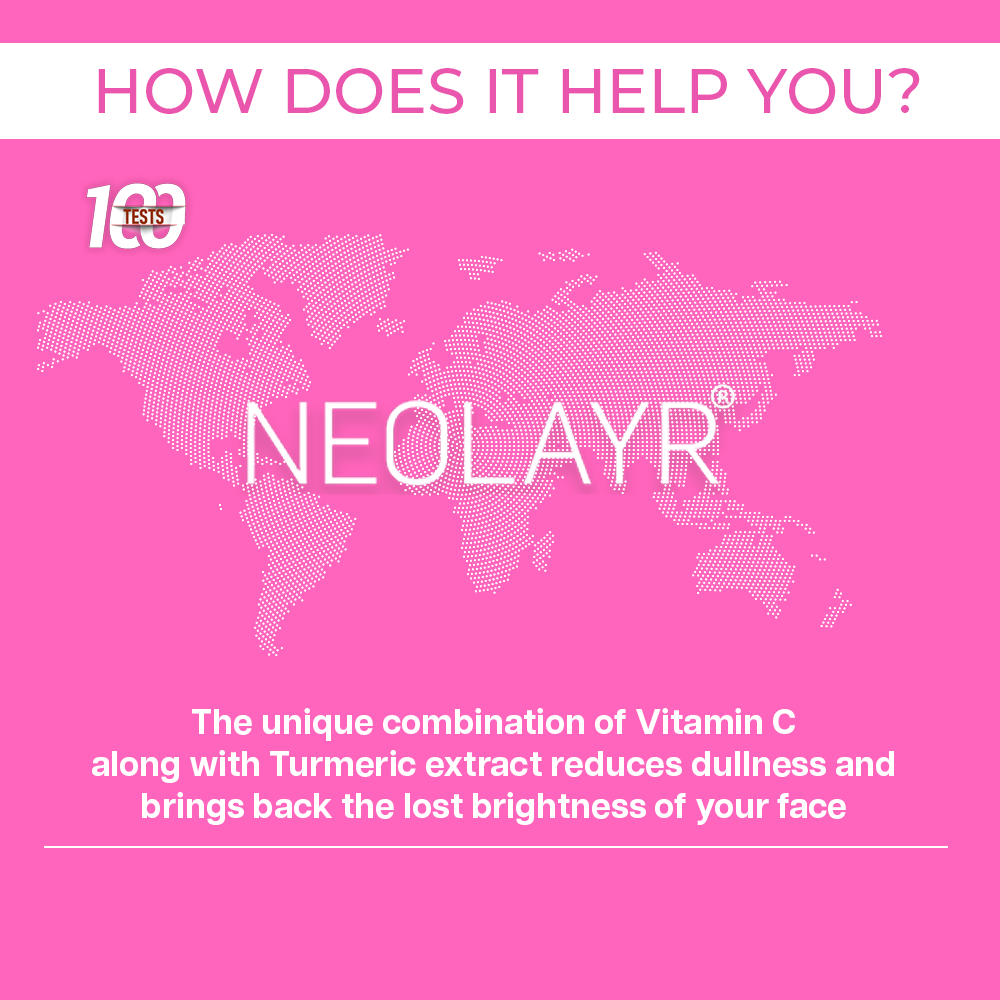 HOW DOES IT HELP YOU?
100
TESTS
NEOLAYR®
The unique combination of Vitamin C
along with Turmeric extract reduces dullness and
brings back the lost brightness of your face